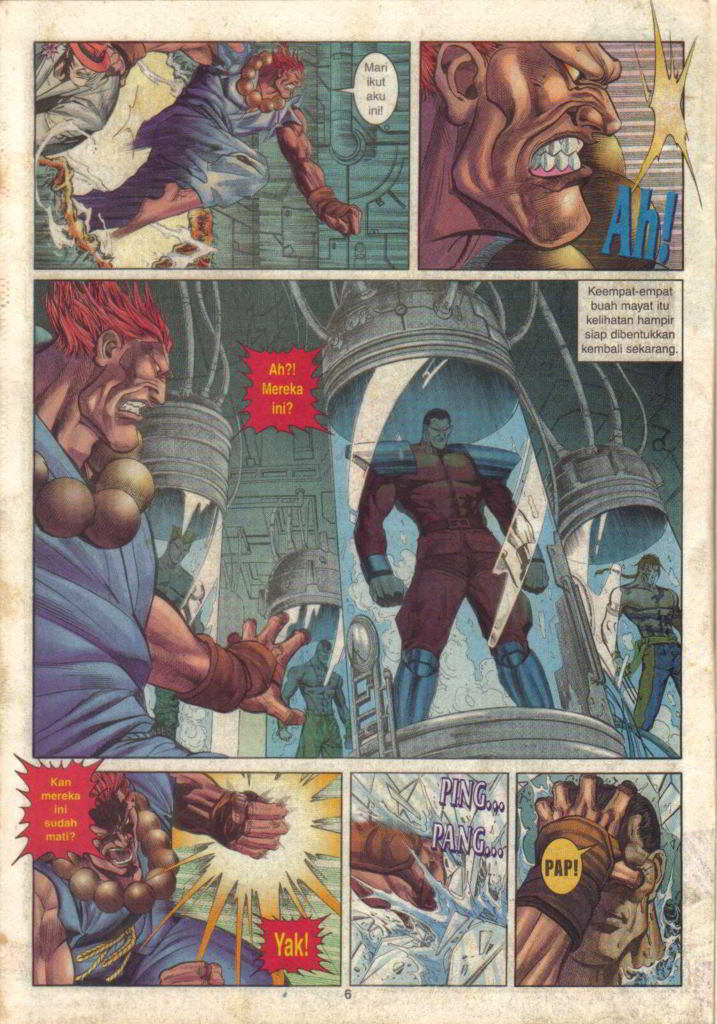 Mari
ikut
aku
ini!
Ah!
Keempat-empat
buah mayat itu
kelihatan hampir
siap dibentukkan
kembali sekarang.
Ah?!
Mereka
ini?
Kan
mereka
ini
sudah
mati?
Yak!
PING...
PANG...
PAP!
6